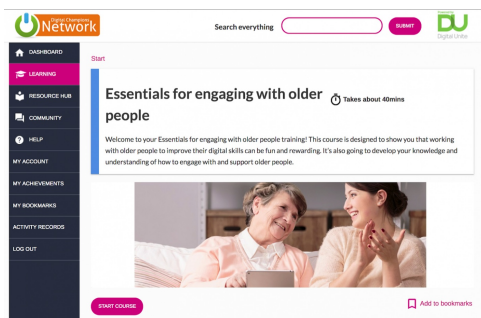 Digital Champions
Network
Search everything
SUBMIT
DU
Digital Unite
DASHBOARD
LEARNING
RESOURCE HUB
COMMUNITY
HELP
MY ACCOUNT
MY ACHIEVEMENTS
MY BOOKMARKS
ACTIVITY RECORDS
LOG OUT
Start
Essentials for engaging with older
people
Takes about 40mins
Welcome to your Essentials for engaging with older people training! This course is designed to show you that working
with older people to improve their digital skills can be fun and rewarding. It's also going to develop your knowledge and
understanding of how to engage with and support older people.
START COURSE
Add to bookmarks